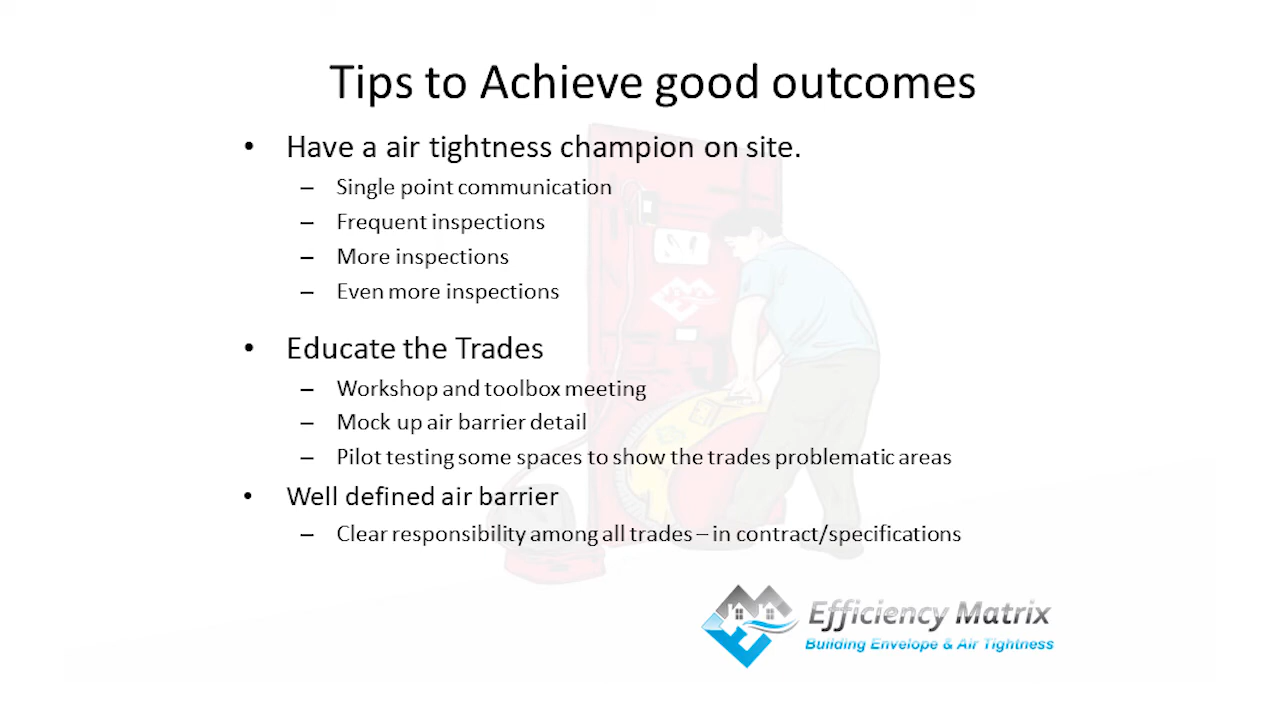 Tips to Achieve good outcomes
• Have a air tightness champion on site.
– Single point communication
– Frequent inspections
– More inspections
– Even more inspections
• Educate the Trades
– Workshop and toolbox meeting
– Mock up air barrier detail
– Pilot testing some spaces to show the trades problematic areas
• Well defined air barrier
– Clear responsibility among all trades – in contract/specifications
Efficiency Matrix
Building Envelope & Air Tightness